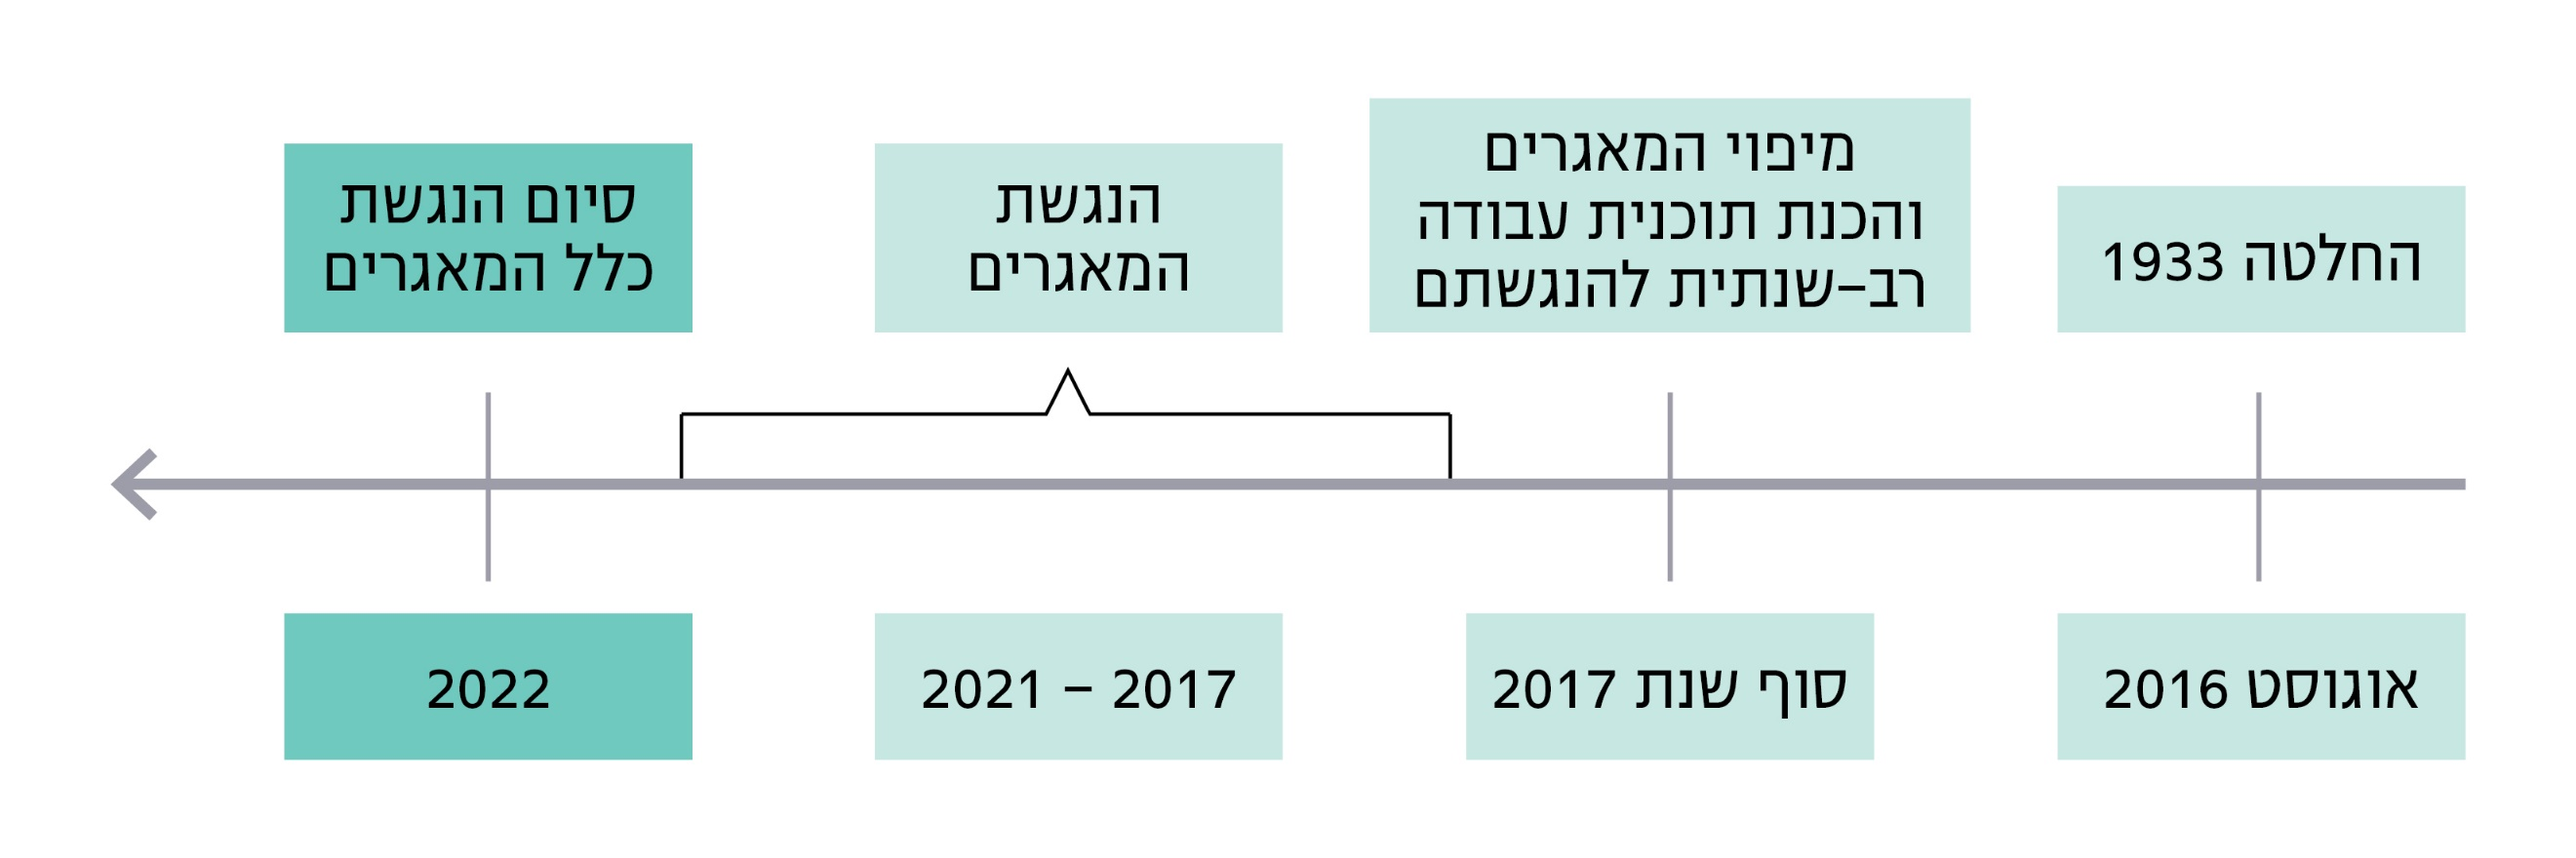 החלטה 1933
מיפוי המאגרים
והכנת תוכנית עבודה
רב–שנתית להנגשתם
הנגשת
המאגרים
סיום הנגשת
כלל המאגרים
אוגוסט 2016
סוף שנת 2017
2017 – 2021
2022